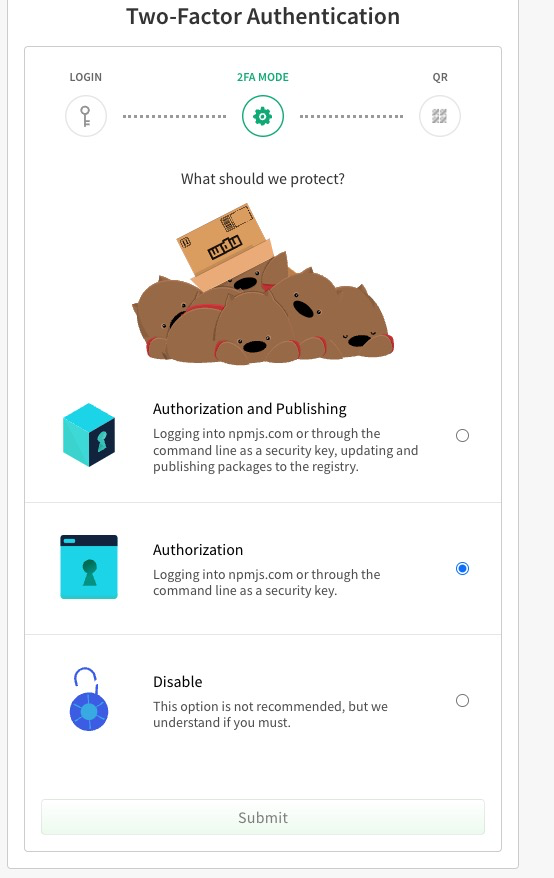 Two-Factor Authentication
LOGIN
2FA MODE
QR
What should we protect?
Authorization and Publishing
Logging into npmjs.com or through the
command line as a security key, updating and
publishing packages to the registry.
Authorization
Logging into npmjs.com or through the
command line as a security key.
Disable
This option is not recommended, but we
understand if you must.
Submit